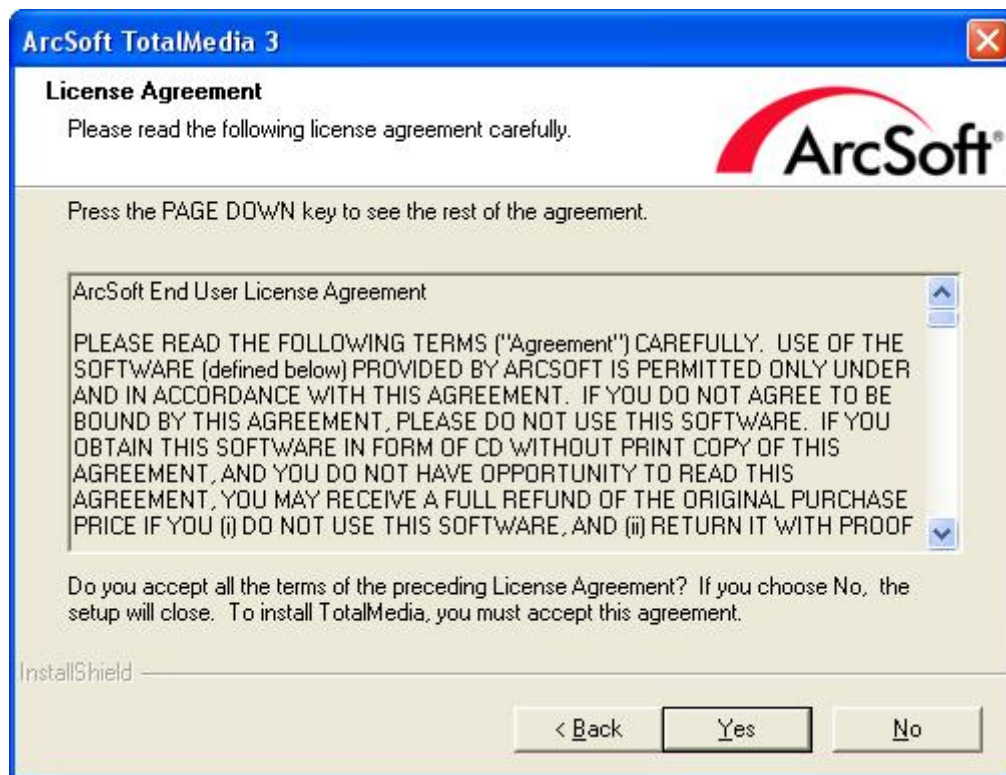 ArcSoft TotalMedia 3
License Agreement
Please read the following license agreement carefully.
ArcSoft®
Press the PAGE DOWN key to see the rest of the agreement.
ArcSoft End User License Agreement
PLEASE READ THE FOLLOWING TERMS ("Agreement") CAREFULLY.  USE OF THE
SOFTWARE (defined below) PROVIDED BY ARCSOFT IS PERMITTED ONLY UNDER
AND IN ACCORDANCE WITH THIS AGREEMENT.  IF YOU DO NOT AGREE TO BE
BOUND BY THIS AGREEMENT, PLEASE DO NOT USE THIS SOFTWARE.  IF YOU
OBTAIN THIS SOFTWARE IN FORM OF CD WITHOUT PRINT COPY OF THIS
AGREEMENT, AND YOU DO NOT HAVE OPPORTUNITY TO READ THIS
AGREEMENT, YOU MAY RECEIVE A FULL REFUND OF THE ORIGINAL PURCHASE
PRICE IF YOU (i) DO NOT USE THIS SOFTWARE, AND (ii) RETURN IT WITH PROOF
Do you accept all the terms of the preceding License Agreement?  If you choose No,  the
setup will close.  To install TotalMedia, you must accept this agreement.
InstallShield
< Back
Yes
No